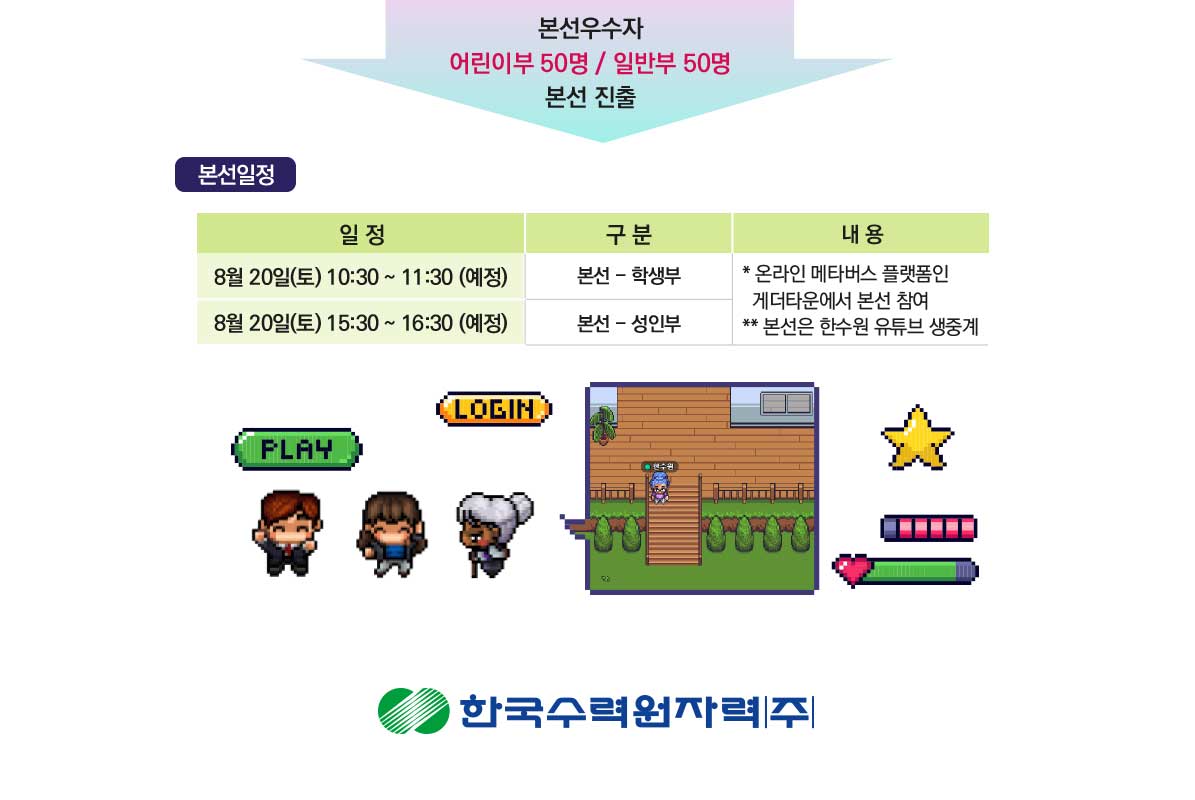 본선우수자
어린이부 50명 / 일반부 50명
본선 진출
본선일정
일 정
구 분
내 용
8월 20일(토) 10:30 ~ 11:30 (예정)
본선 - 학생부
* 온라인 메타버스 플랫폼인
게더타운에서 본선 참여
8월 20일(토) 15:30 ~ 16:30 (예정)
본선 - 성인부
** 본선은 한수원 유튜브 생중계
LOGIN
PLAY
한수원
한국수력원자력|주|